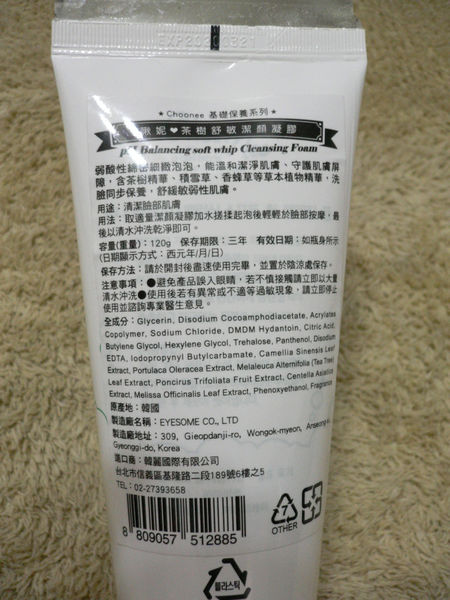 ★ Choonee 基礎保養系列 ★
啾妮❤茶樹舒敏潔顏凝膠
pH Balancing soft whip Cleansing Foam
弱酸性綿密細緻泡泡，能溫和潔淨肌膚、守護肌膚屏
障，含茶樹精華、積雪草、香蜂草等草本植物精華，洗
臉同步保養，舒緩敏弱性肌膚。
用途：清潔臉部肌膚
用法：取適量潔顏凝膠加水搓揉起泡後輕輕於臉部按摩，最
後以清水沖洗乾淨即可。
容量(重量)：120g 保存期限：三年 有效日期：如瓶身所示
(日期顯示方式：西元年/月/日)
保存方法：請於開封後盡速使用完畢，並置於陰涼處保存。
注意事項：●避免產品誤入眼睛，若不慎接觸請立即以大量
清水沖洗●使用後若有異常或不適等過敏現象、請立即停止
使用並諮詢專業醫生意見。
全成分：Glycerin, Disodium Cocoamphodiacetate, Acrylates
Copolymer, Sodium Chloride, DMDM Hydantoin, Citric Acid,
Butylene Glycol, Hexylene Glycol, Trehalose, Panthenol, Disodium
EDTA, Iodopropynyl Butylcarbamate, Camellia Sinensis Leaf
Extract, Portulaca Oleracea Extract, Melaleuca Alternifolia (Tea Tree)
Leaf Extract, Poncirus Trifoliata Fruit Extract, Centella Asiatica
Extract, Melissa Officinalis Leaf Extract, Phenoxyethanol, Fragrance
原產地：韓國
製造廠名稱：EYESOME CO., LTD
製造廠地址：309, Gieopdanji-ro, Wongok-myeon, Anseong-si,
Gyeonggi-do, Korea
進口商：韓麗國際有限公司
台北市信義區基隆路二段189號6樓之5
TEL：02-27393658
8 809057 512885
7
OTHER
플라스틱